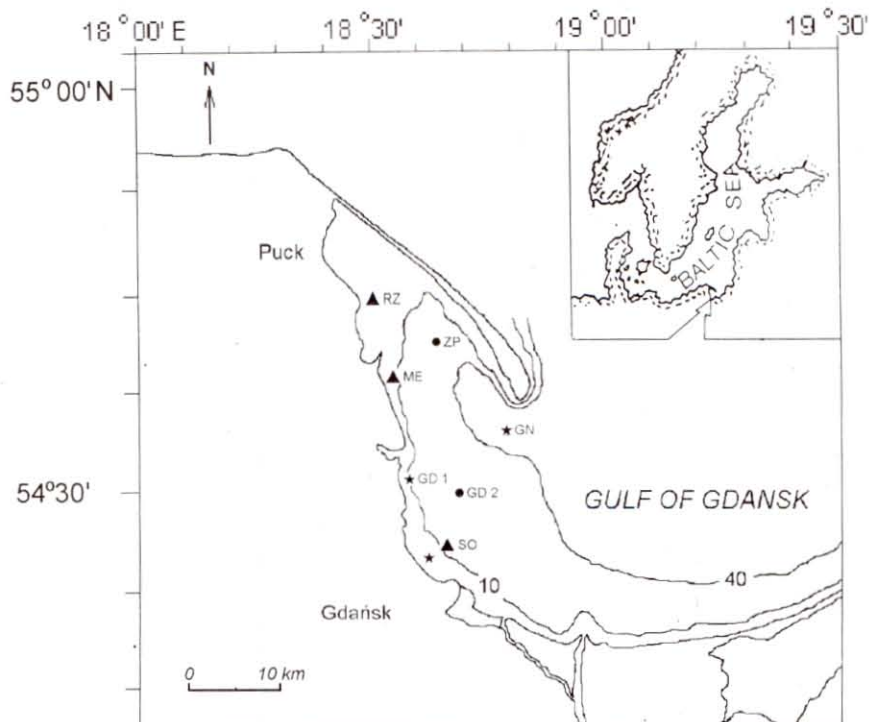 18°00' E 18°30' 19°00' 19°30'
N
55°00'N
BALTIC SEA
Puck
RZ
ZP
ME
GN
GD 1
GD 2
54°30'
GULF OF GDANSK
SO
10
40
Gdańsk
0 10 km